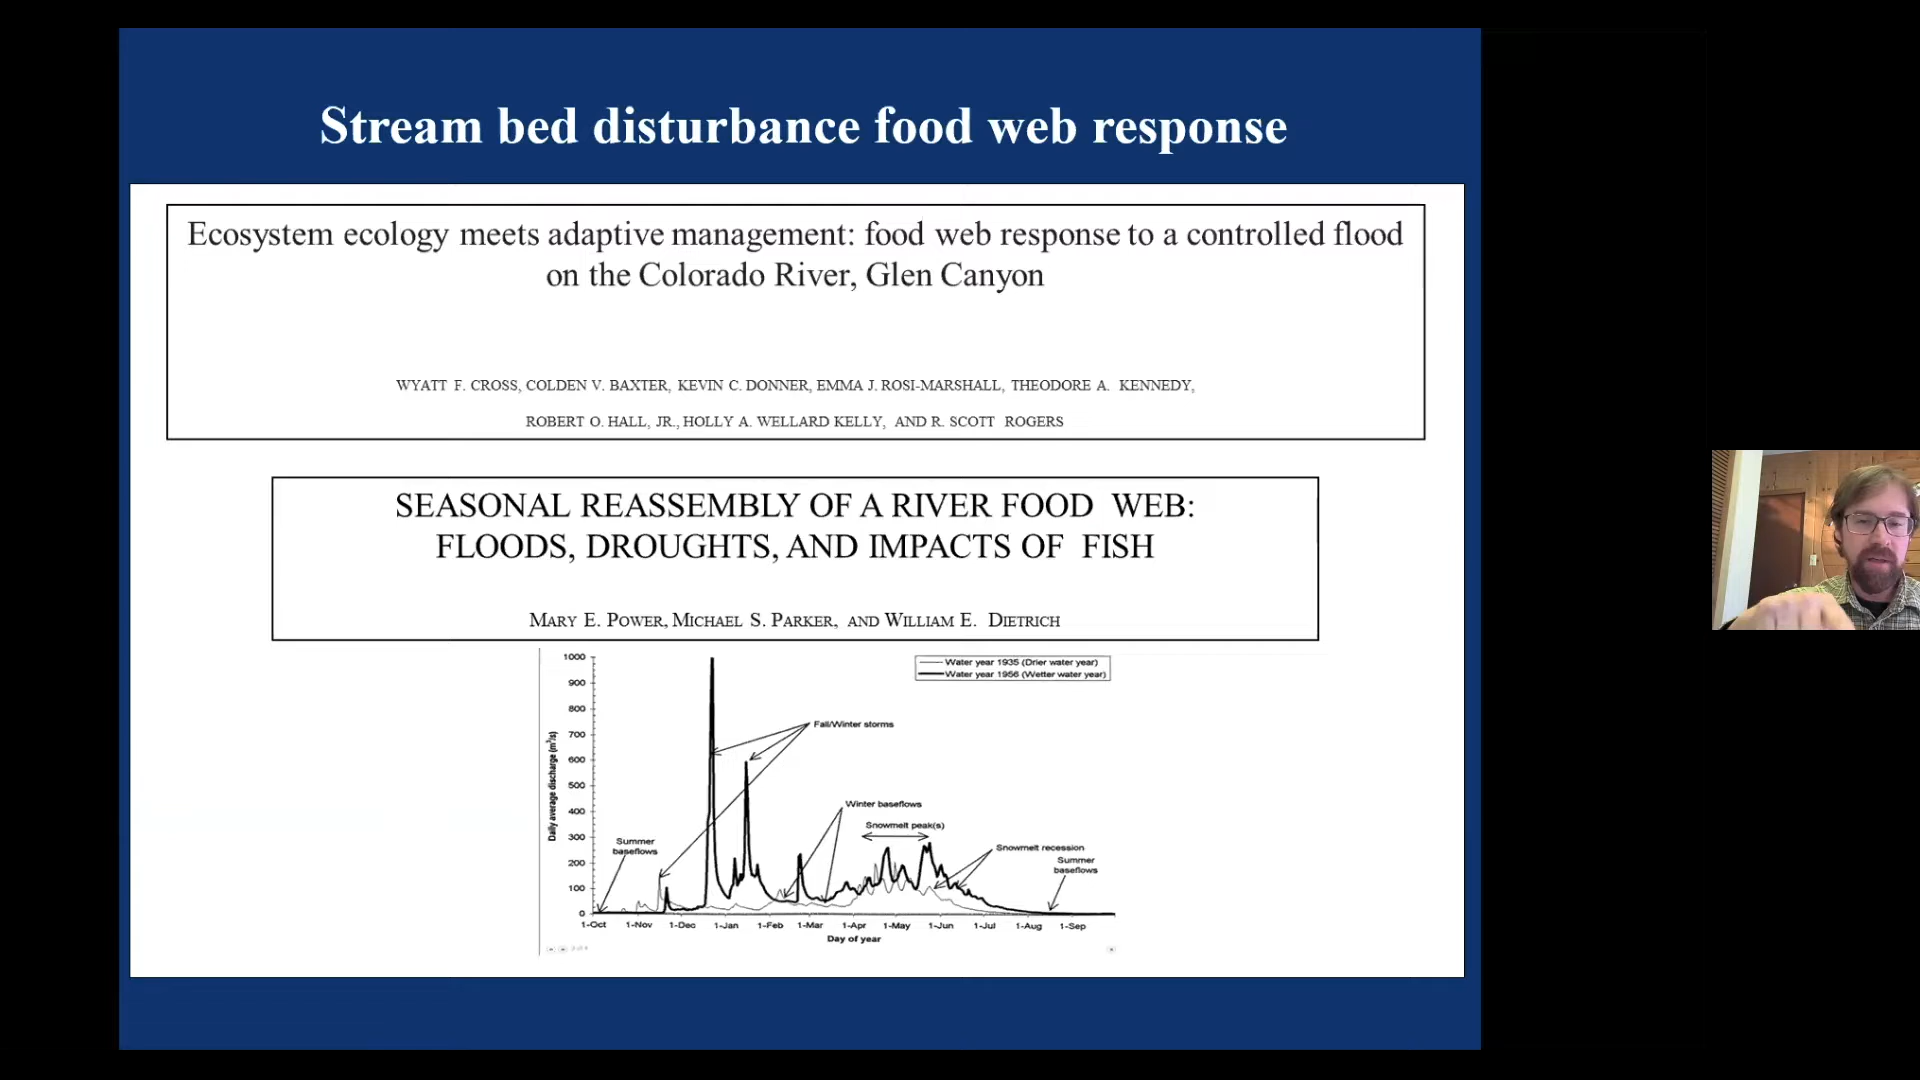 Stream bed disturbance food web response
Ecosystem ecology meets adaptive management: food web response to a controlled flood
on the Colorado River, Glen Canyon
WYATT F. CROSS, COLDEN V. BAXTER, KEVIN C. DONNER, EMMA J. ROSI-MARSHALL, THEODORE A. KENNEDY,
ROBERT O. HALL, JR., HOLLY A. WELLARD KELLY, AND R. SCOTT ROGERS
SEASONAL REASSEMBLY OF A RIVER FOOD WEB:
FLOODS, DROUGHTS, AND IMPACTS OF FISH
MARY E. POWER, MICHAEL S. PARKER, AND WILLIAM E. DIETRICH
Water year 1935 (Drier water year)
Water year 1956 (Wetter water year)
Daily average discharge (m³/s)
1000
900
800
700
600
500
400
300
200
100
0
Fall/Winter storms
Winter baseflows
Snowmelt peak(s)
Summer
baseflows
Snowmelt recession
Summer
baseflows
1-Oct 1-Nov 1-Dec 1-Jan 1-Feb 1-Mar 1-Apr 1-May 1-Jun 1-Jul 1-Aug 1-Sep
Day of year